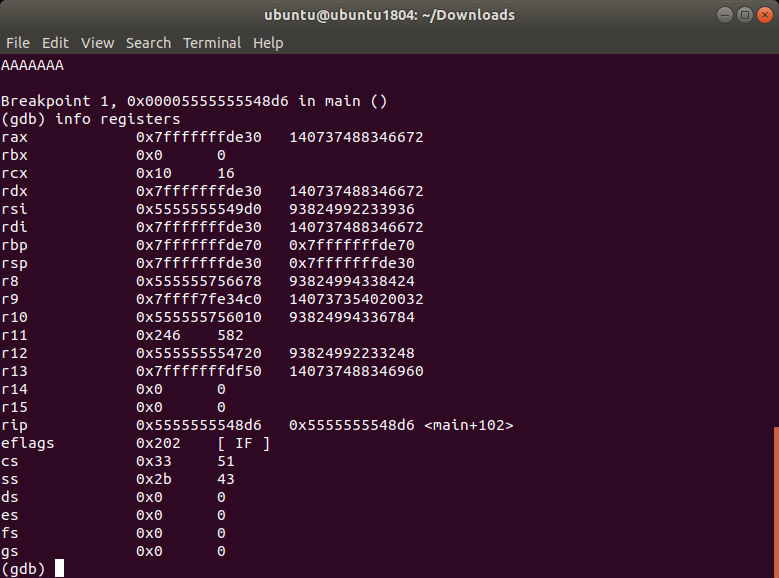 ubuntu@ubuntu1804: ~/Downloads
File Edit View Search Terminal Help
AAAAAAA
Breakpoint 1, 0x00005555555548d6 in main ()
(gdb) info registers
rax 0x7fffffffde30 140737488346672
rbx 0x0 0
rcx 0x10 16
rdx 0x7fffffffde30 140737488346672
rsi 0x5555555549d0 93824992233936
rdi 0x7fffffffde30 140737488346672
rbp 0x7fffffffde70 0x7fffffffde70
rsp 0x7fffffffde30 0x7fffffffde30
r8 0x555555756678 93824994338424
r9 0x7ffff7fe34c0 140737354020032
r10 0x555555756010 93824994336784
r11 0x246 582
r12 0x555555554720 93824992233248
r13 0x7fffffffdf50 140737488346960
r14 0x0 0
r15 0x0 0
rip 0x5555555548d6 0x5555555548d6 <main+102>
eflags 0x202 [ IF ]
cs 0x33 51
ss 0x2b 43
ds 0x0 0
es 0x0 0
fs 0x0 0
gs 0x0 0
(gdb)